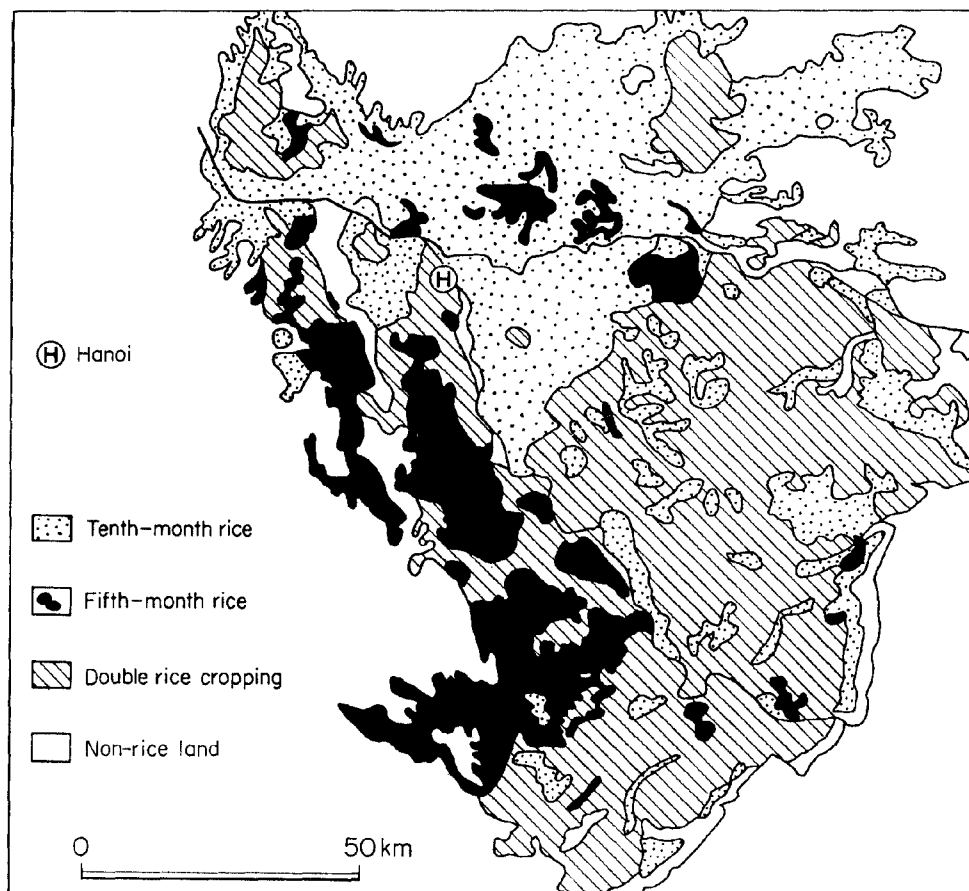 H
H Hanoi
Tenth-month rice
Fifth-month rice
Double rice cropping
Non-rice land
0 50 km